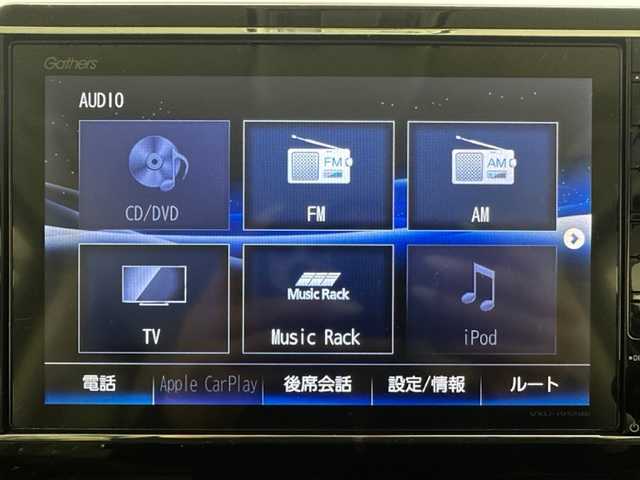 Gathers
AUDIO
FM
AM
CD/DVD
FM
AM
Music Rack
TV
Music Rack
iPod
電話
Apple CarPlay
後席会話
設定/情報
ルート